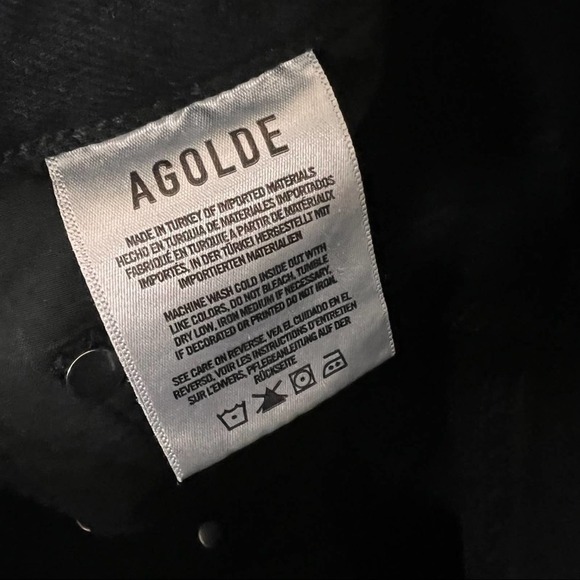 AGOLDE
MADE IN TURKEY OF IMPORTED MATERIALS
HECHO EN TURQUIA DE MATERIALES IMPORTADOS
FABRIQUÉ EN TURQUIE A PARTIR DE MATÉRIAUX
IMPORTES, IN DER TÜRKEI HERGESTELLT MIT
IMPORTIERTEN MATERIALIEN
MACHINE WASH COLD INSIDE OUT WITH
LIKE COLORS, DO NOT BLEACH, TUMBLE
DRY LOW, IRON MEDIUM IF NECESSARY,
IF DECORATED OR PRINTED DO NOT IRON.
SEE CARE ON REVERSE, VEA EL CUIDADO EN EL
REVERSO, VOIR LES INSTRUCTIONS D'ENTRETIEN
SUR L'ENVERS, PFLEGEANLEITUNG AUF DER
RÜCKSEITE